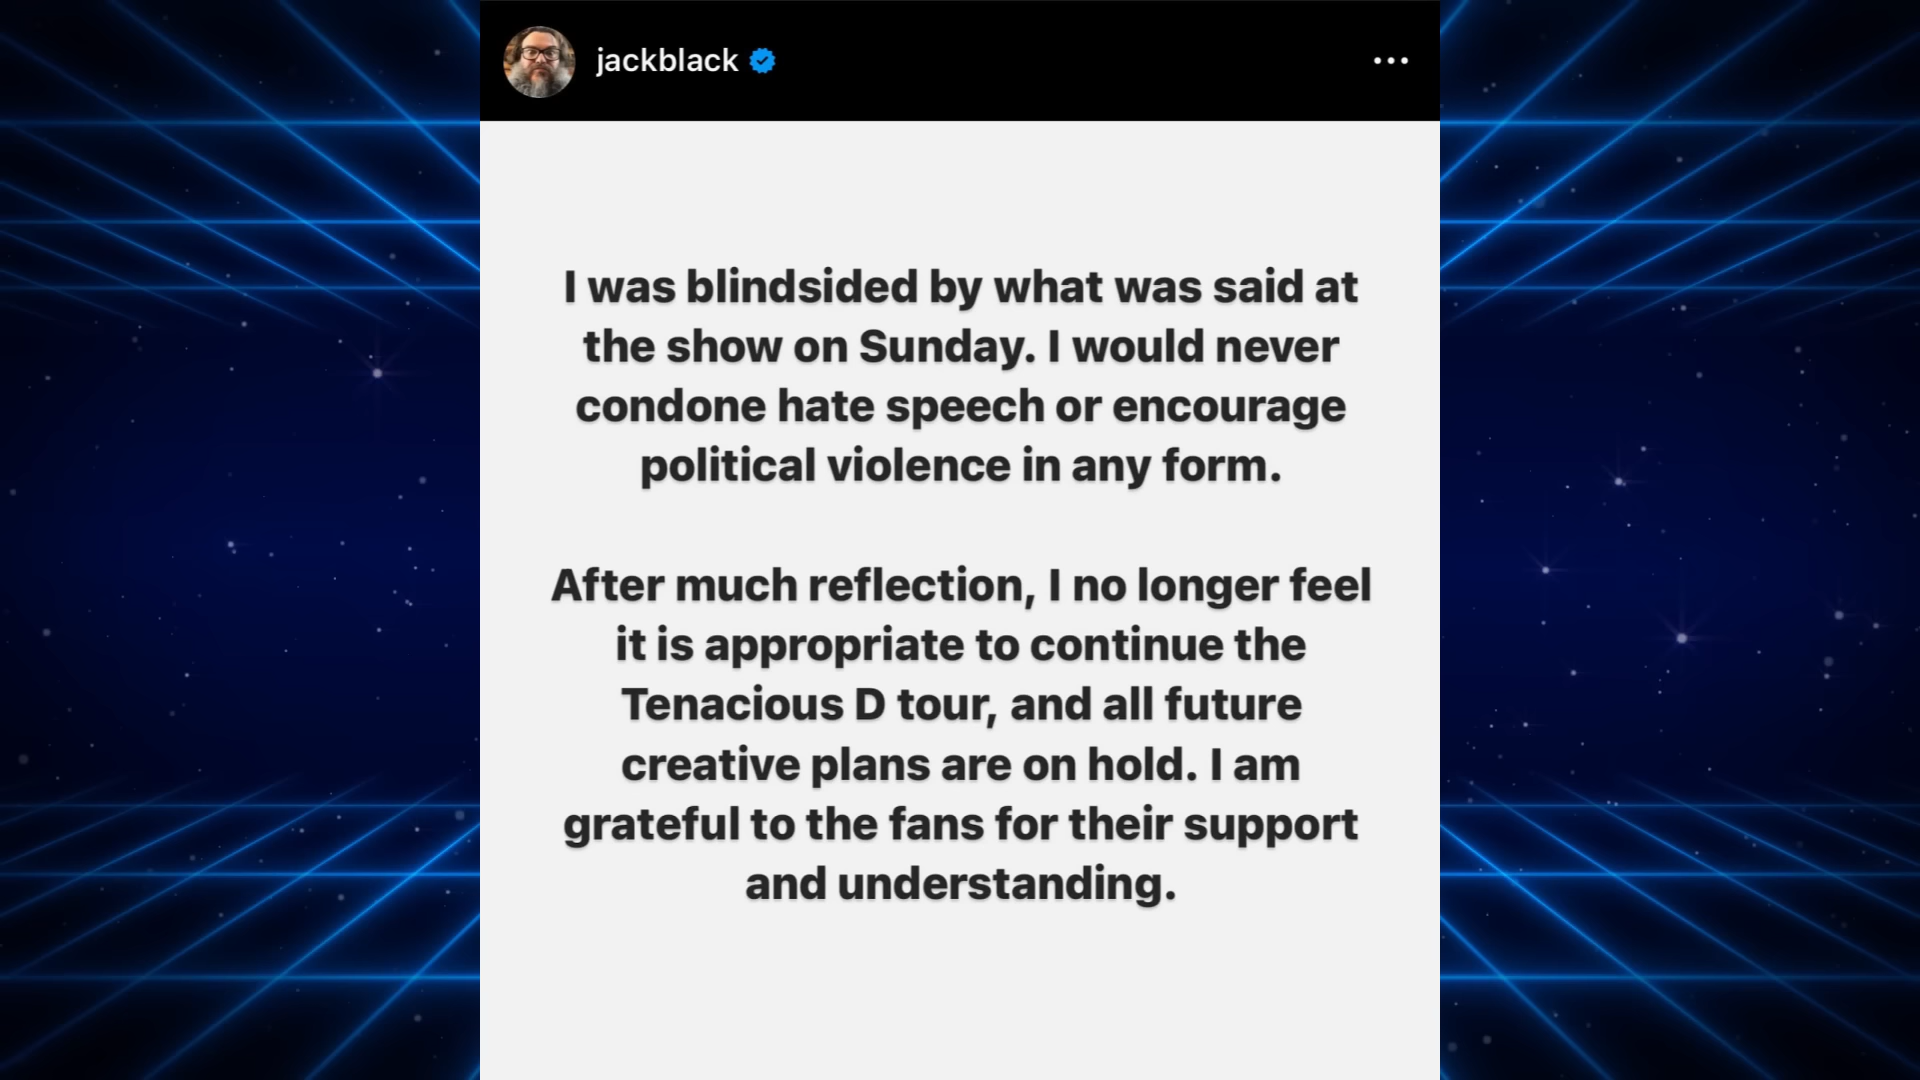 jackblack
I was blindsided by what was said at
the show on Sunday. I would never
condone hate speech or encourage
political violence in any form.
After much reflection, I no longer feel
it is appropriate to continue the
Tenacious D tour, and all future
creative plans are on hold. I am
grateful to the fans for their support
and understanding.